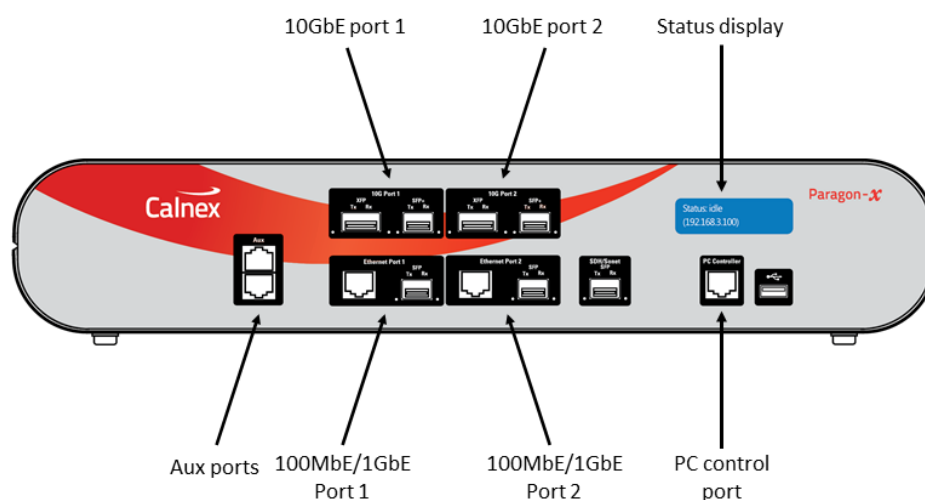 10GbE port 1
10GbE port 2
Status display
Calnex
10G Port 1
XFP
Tx Rx
SFP+
Tx Rx
10G Port 2
XFP
Tx Rx
SFP+
Tx Rx
Status: idle
(192.168.3.100)
Paragon-x
Aux
Ethernet Port 1
SFP
Tx Rx
Ethernet Port 2
SFP
Tx Rx
SDH/Sonet
SFP
Tx Rx
PC Controller
Aux ports
100MbE/1GbE
Port 1
100MbE/1GbE
Port 2
PC control
port